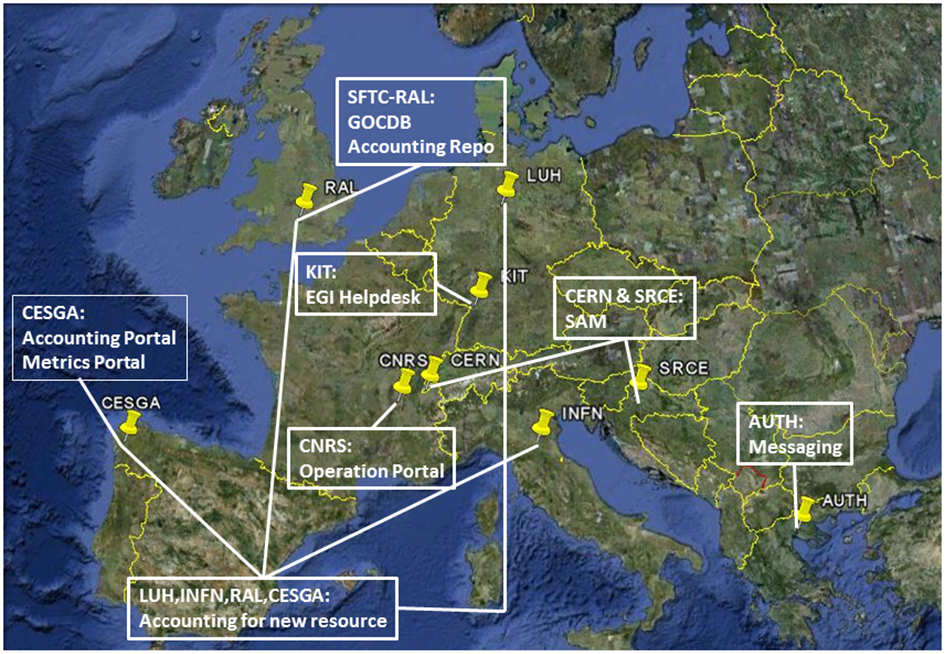 SFTC-RAL:
GOCDB
Accounting Repo
RAL
LUH
KIT:
EGI Helpdesk
KIT
CERN & SRCE:
SAM
CESGA:
Accounting Portal
Metrics Portal
CNRS
CERN
SRCE
CESGA
INFN
AUTH:
Messaging
CNRS:
Operation Portal
AUTH
LUH,INFN,RAL,CESGA:
Accounting for new resource